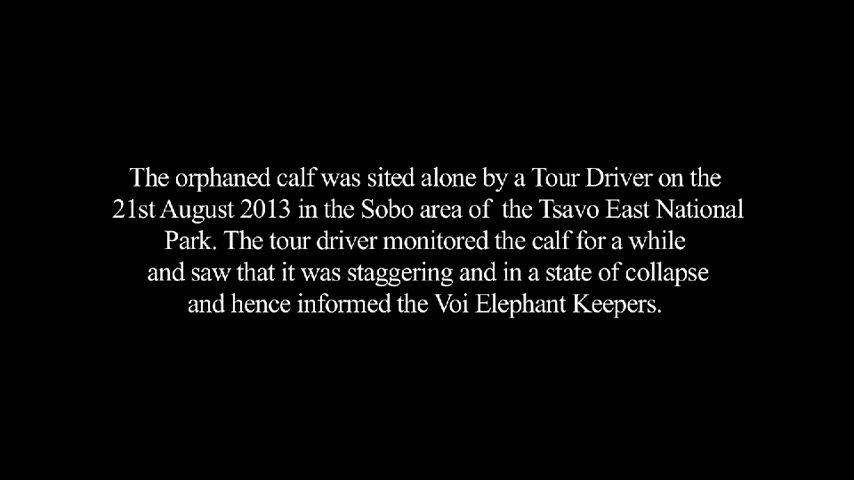 The orphaned calf was sited alone by a Tour Driver on the
21st August 2013 in the Sobo area of the Tsavo East National
Park. The tour driver monitored the calf for a while
and saw that it was staggering and in a state of collapse
and hence informed the Voi Elephant Keepers.